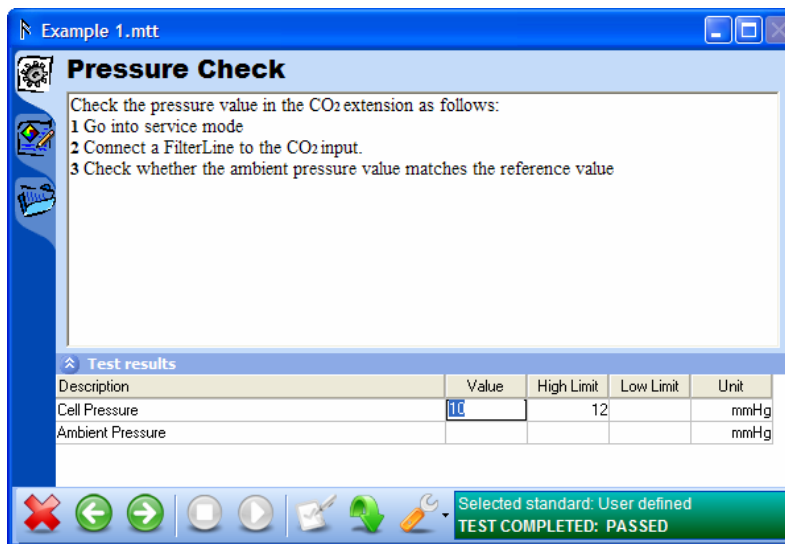 Example 1.mtt
Pressure Check
Check the pressure value in the CO₂ extension as follows:
1 Go into service mode
2 Connect a FilterLine to the CO₂ input.
3 Check whether the ambient pressure value matches the reference value
Test results
Description Value High Limit Low Limit Unit
Cell Pressure 10 12 mmHg
Ambient Pressure mmHg
Selected standard: User defined
TEST COMPLETED: PASSED